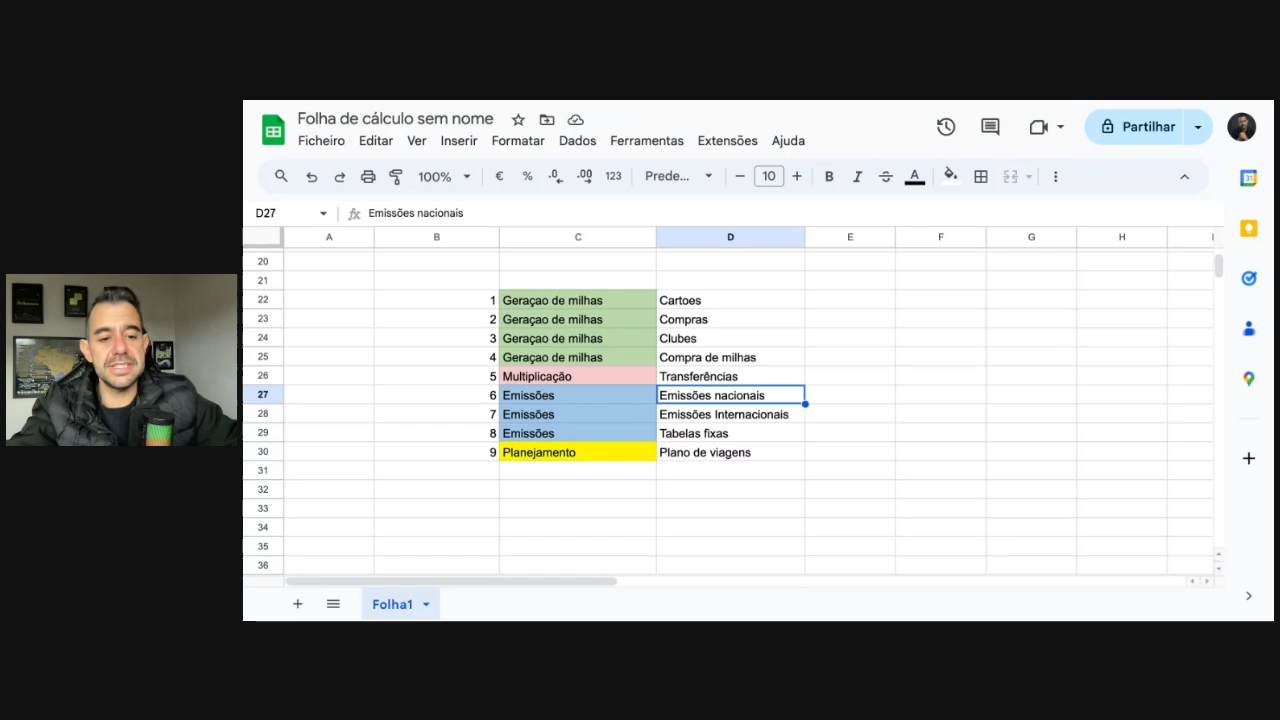 Folha de cálculo sem nome
Ficheiro Editar Ver Inserir Formatar Dados Ferramentas Extensões Ajuda
Partilhar
100% € % .0 .00 123 Prede... 10 B I A
31
D27 fx Emissões nacionais
A B C D E F G H
20
21
22 1 Geraçao de milhas Cartoes
23 2 Geraçao de milhas Compras
24 3 Geraçao de milhas Clubes
25 4 Geraçao de milhas Compra de milhas
26 5 Multiplicação Transferências
27 6 Emissões Emissões nacionais
28 7 Emissões Emissões Internacionais
29 8 Emissões Tabelas fixas
30 9 Planejamento Plano de viagens
31
32
33
34
35
36
Folha1